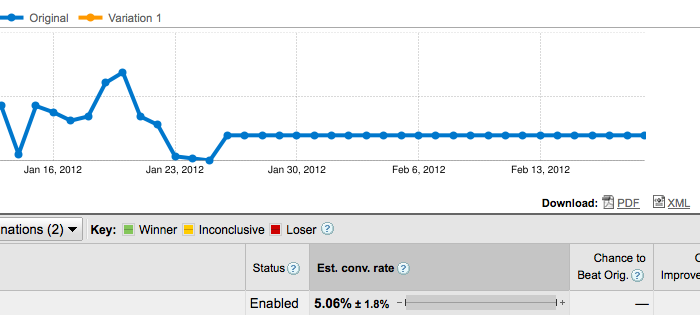 Original Variation 1
Jan 16, 2012 Jan 23, 2012 Jan 30, 2012 Feb 6, 2012 Feb 13, 2012
Download: PDF XML
nations (2) Key: Winner Inconclusive Loser ?
Status ? Est. conv. rate ? Chance to
Beat Orig. ? Improve
Enabled 5.06% ± 1.8% – + —